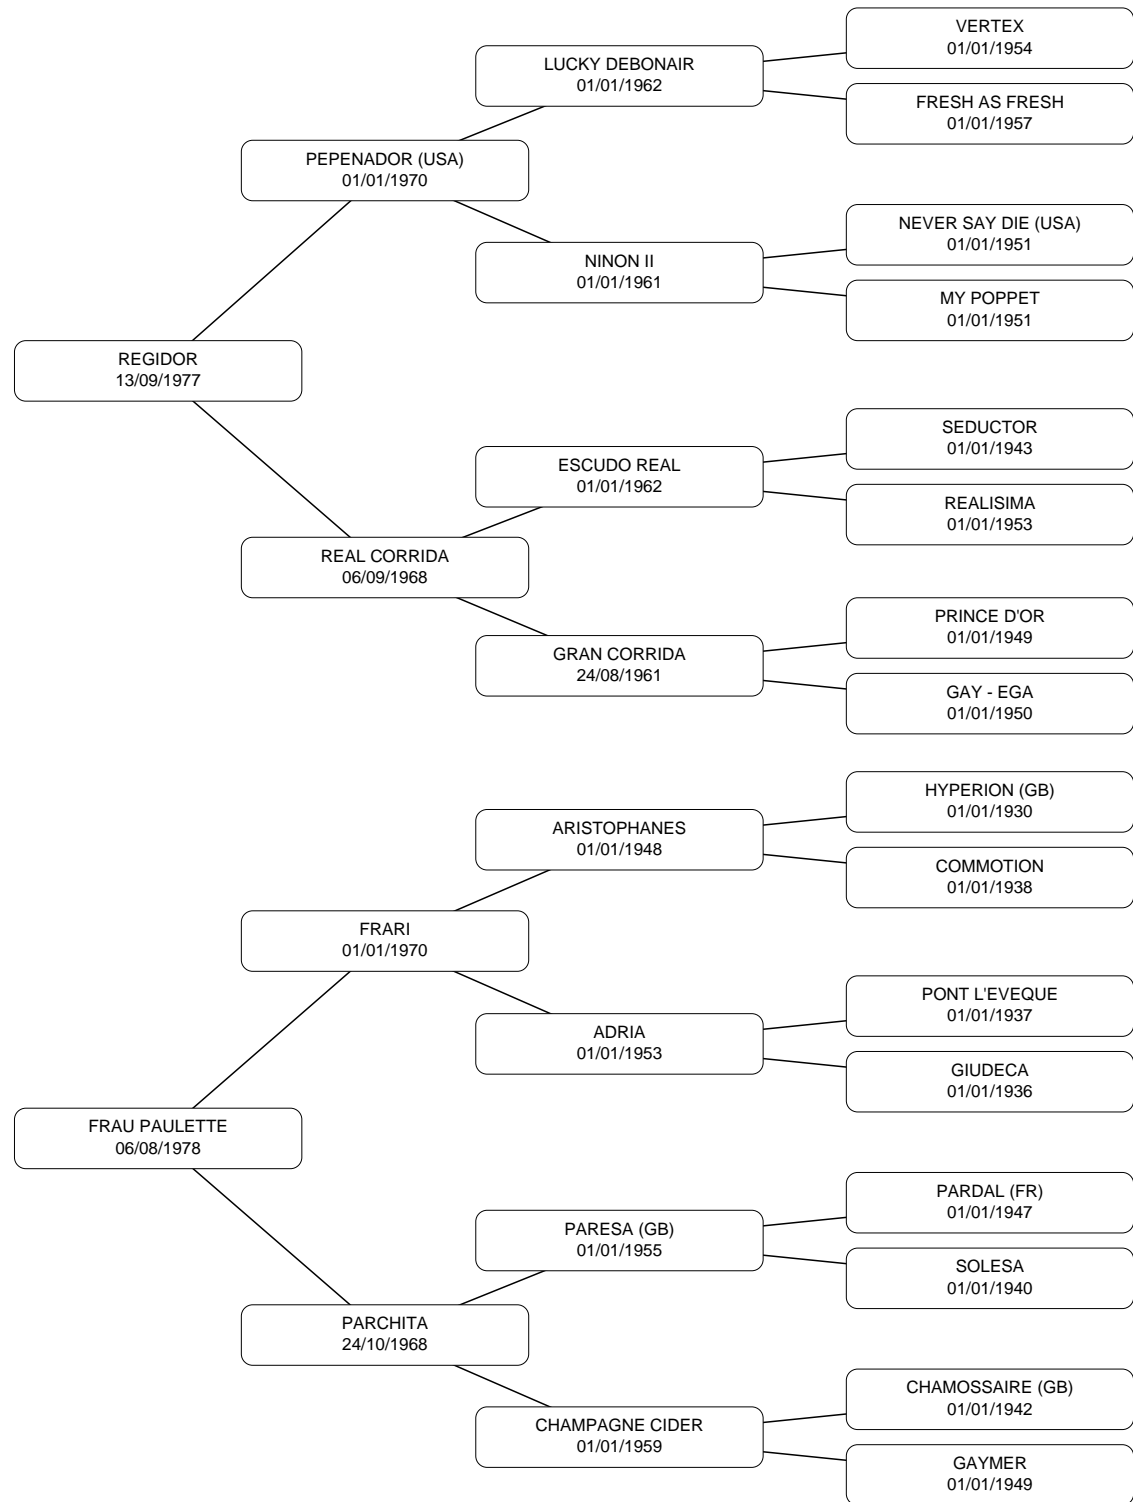 VERTEX
01/01/1954
LUCKY DEBONAIR
01/01/1962
FRESH AS FRESH
01/01/1957
PEPENADOR (USA)
01/01/1970
NEVER SAY DIE (USA)
01/01/1951
NINON II
01/01/1961
MY POPPET
01/01/1951
REGIDOR
13/09/1977
SEDUCTOR
01/01/1943
ESCUDO REAL
01/01/1962
REALISIMA
01/01/1953
REAL CORRIDA
06/09/1968
PRINCE D'OR
01/01/1949
GRAN CORRIDA
24/08/1961
GAY - EGA
01/01/1950
HYPERION (GB)
01/01/1930
ARISTOPHANES
01/01/1948
COMMOTION
01/01/1938
FRARI
01/01/1970
PONT L'EVEQUE
01/01/1937
ADRIA
01/01/1953
GIUDECA
01/01/1936
FRAU PAULETTE
06/08/1978
PARDAL (FR)
01/01/1947
PARESA (GB)
01/01/1955
SOLESA
01/01/1940
PARCHITA
24/10/1968
CHAMOSSAIRE (GB)
01/01/1942
CHAMPAGNE CIDER
01/01/1959
GAYMER
01/01/1949